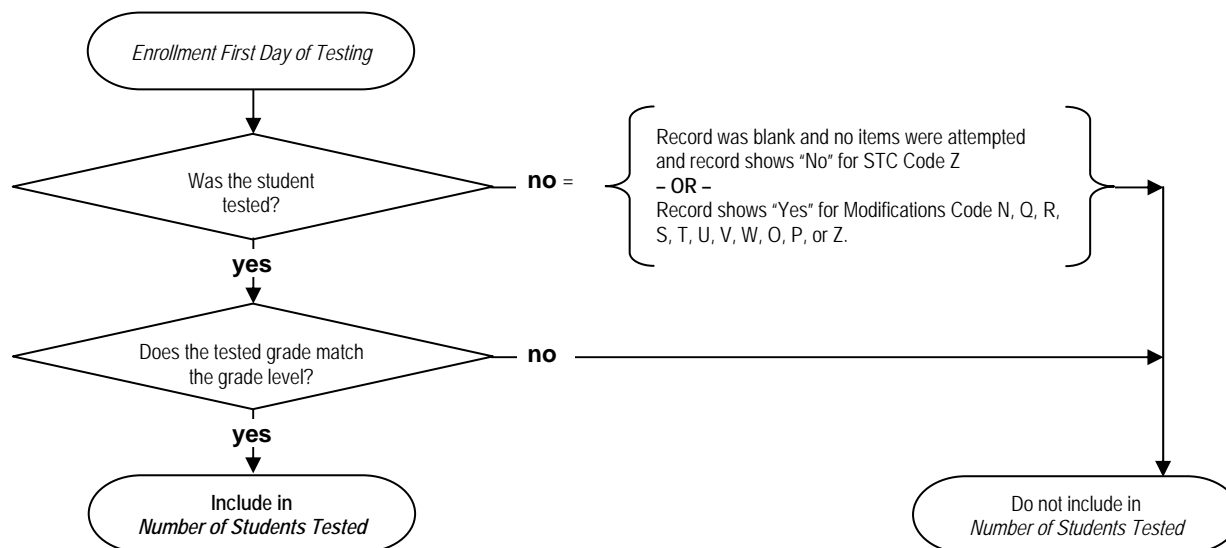 Enrollment First Day of Testing
Was the student
tested?
no =
Record was blank and no items were attempted
and record shows “No” for STC Code Z
– OR –
Record shows “Yes” for Modifications Code N, Q, R,
S, T, U, V, W, O, P, or Z.
yes
Does the tested grade match
the grade level?
no
yes
Include in
Number of Students Tested
Do not include in
Number of Students Tested